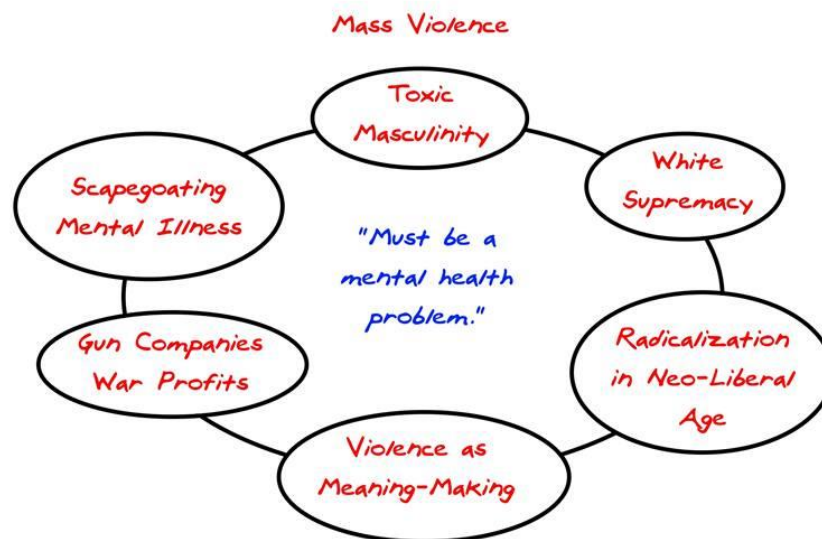 Mass Violence
Toxic
Masculinity
White
Supremacy
Radicalization
in Neo-Liberal
Age
Violence as
Meaning-Making
Gun Companies
War Profits
Scapegoating
Mental Illness
"Must be a
mental health
problem."